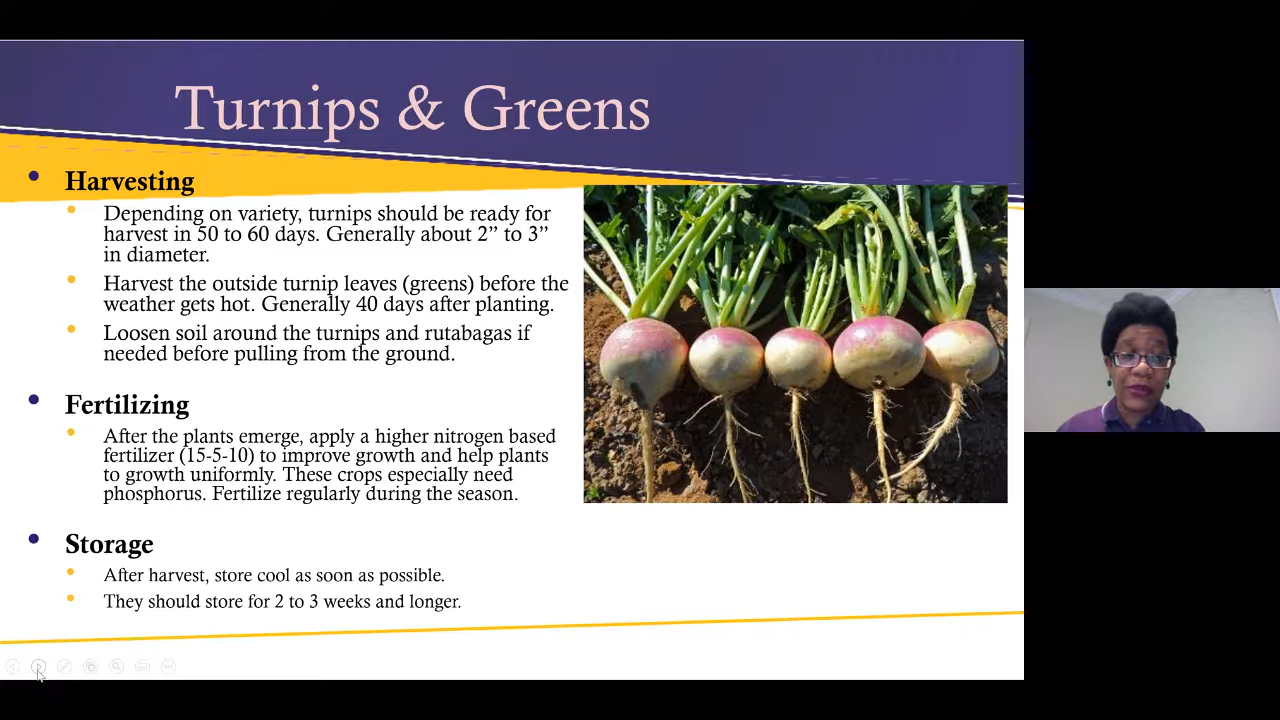 Turnips & Greens
Harvesting
Depending on variety, turnips should be ready for
harvest in 50 to 60 days. Generally about 2” to 3”
in diameter.
Harvest the outside turnip leaves (greens) before the
weather gets hot. Generally 40 days after planting.
Loosen soil around the turnips and rutabagas if
needed before pulling from the ground.
Fertilizing
After the plants emerge, apply a higher nitrogen based
fertilizer (15-5-10) to improve growth and help plants
to growth uniformly. These crops especially need
phosphorus. Fertilize regularly during the season.
Storage
After harvest, store cool as soon as possible.
They should store for 2 to 3 weeks and longer.